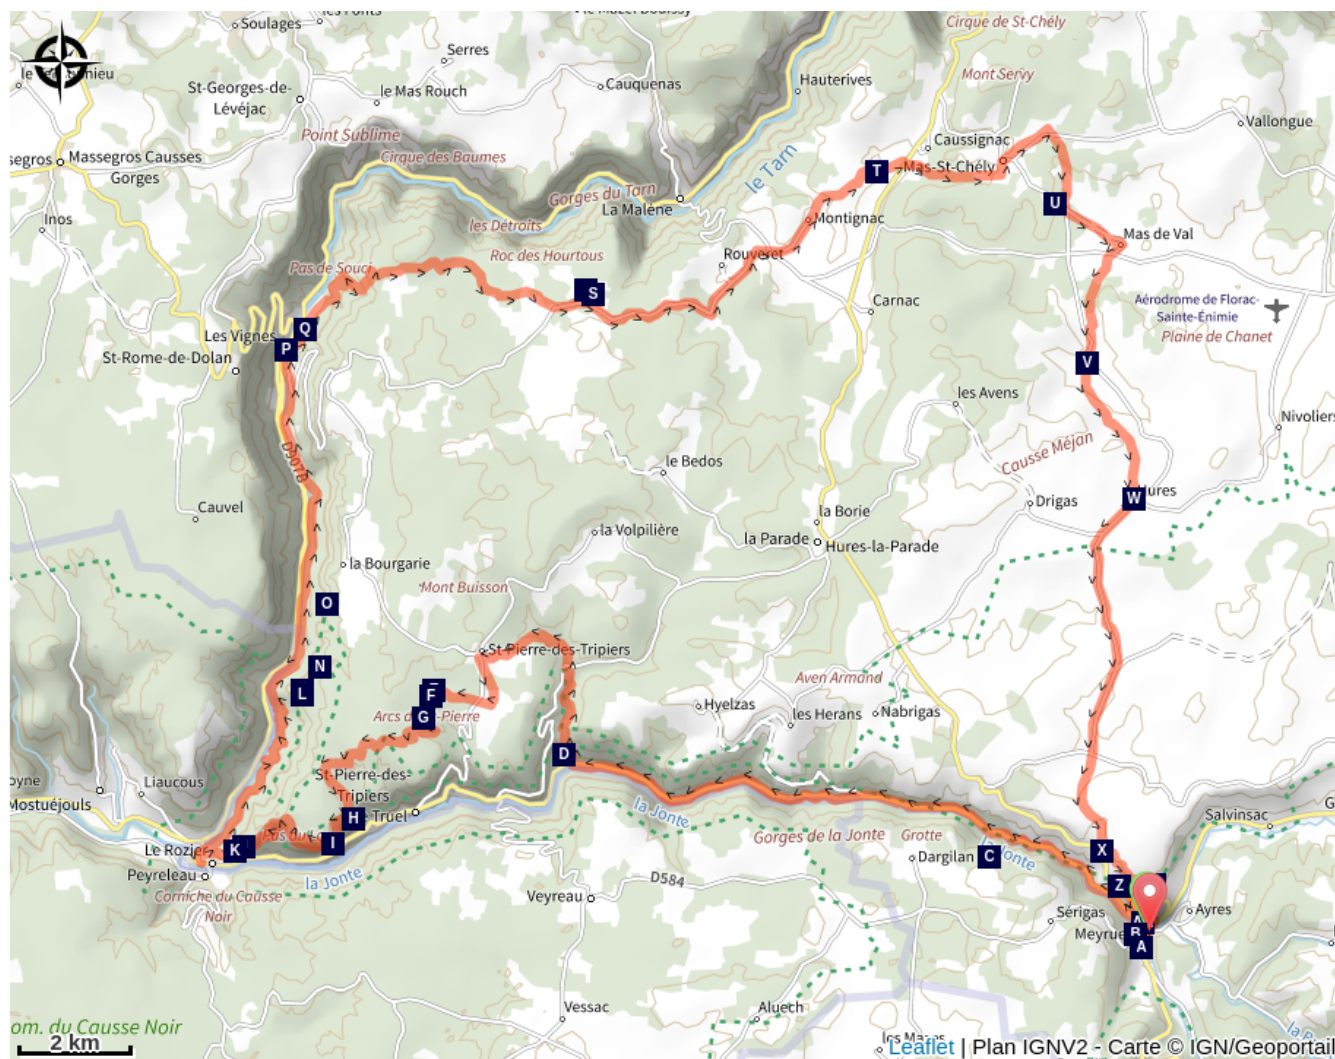 Soulages
Serres
Cirque de St-Chély
Mont Servy
St-Georges-de-
Lévéjac
le Mas Rouch
Cauquenas
Hauterives
Point Sublime
Caussignac
Vallongue
Massegros Causses
Gorges
Cirque des Baumes
le Tarn
T
Mas-St-Chély
Gorges du Tarn
La Malène
Inos
les Détroits
Montignac
U
Mas de Val
Pas de Souci
Roc des Hourtous
Rouveret
S
Carnac
Aérodrome de Florac-
Sainte-Énimie
Plaine de Chanet
Q
Les Vignes
P
St-Rome-de-Dolan
V
les Avens
Nivoliers
D907B
le Bedos
Causse Méjan
Cauvel
Drigas
W
la Borie
la Volpilière
la Parade
Hures-la-Parade
la Bourgarie
Mont Buisson
O
St-Pierre-des-Tripiers
N
L
F
G
Aven Armand
Hyelzas
les Herans
Nabrigas
D
St-Pierre-des-
Tripiers
Liaucous
Mostuéjouls
la Jonte
H
Truel
Salvinsac
I
K
Le Rozier
Peyreleau
Gorges de la Jonte
Grotte
Dargilan
C
la Jonte
X
Z
la Jonte
Veyreau
D584
Corniche du Causse
Noir
Sérigas
Ayres
B
A
Vessac
Aluech
om. du Causse Noir
2 km
Leaflet | Plan IGNV2 - Carte © IGN/Geoportail